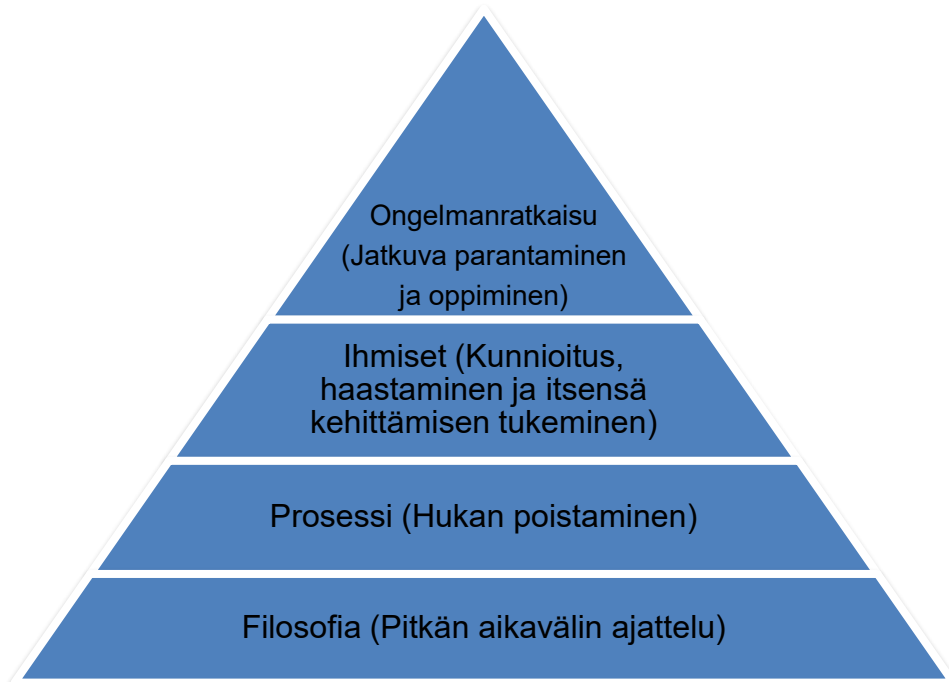 Ongelmanratkaisu
(Jatkuva parantaminen
ja oppiminen)
Ihmiset (Kunnioitus,
haastaminen ja itsensä
kehittämisen tukeminen)
Prosessi (Hukan poistaminen)
Filosofia (Pitkän aikavälin ajattelu)